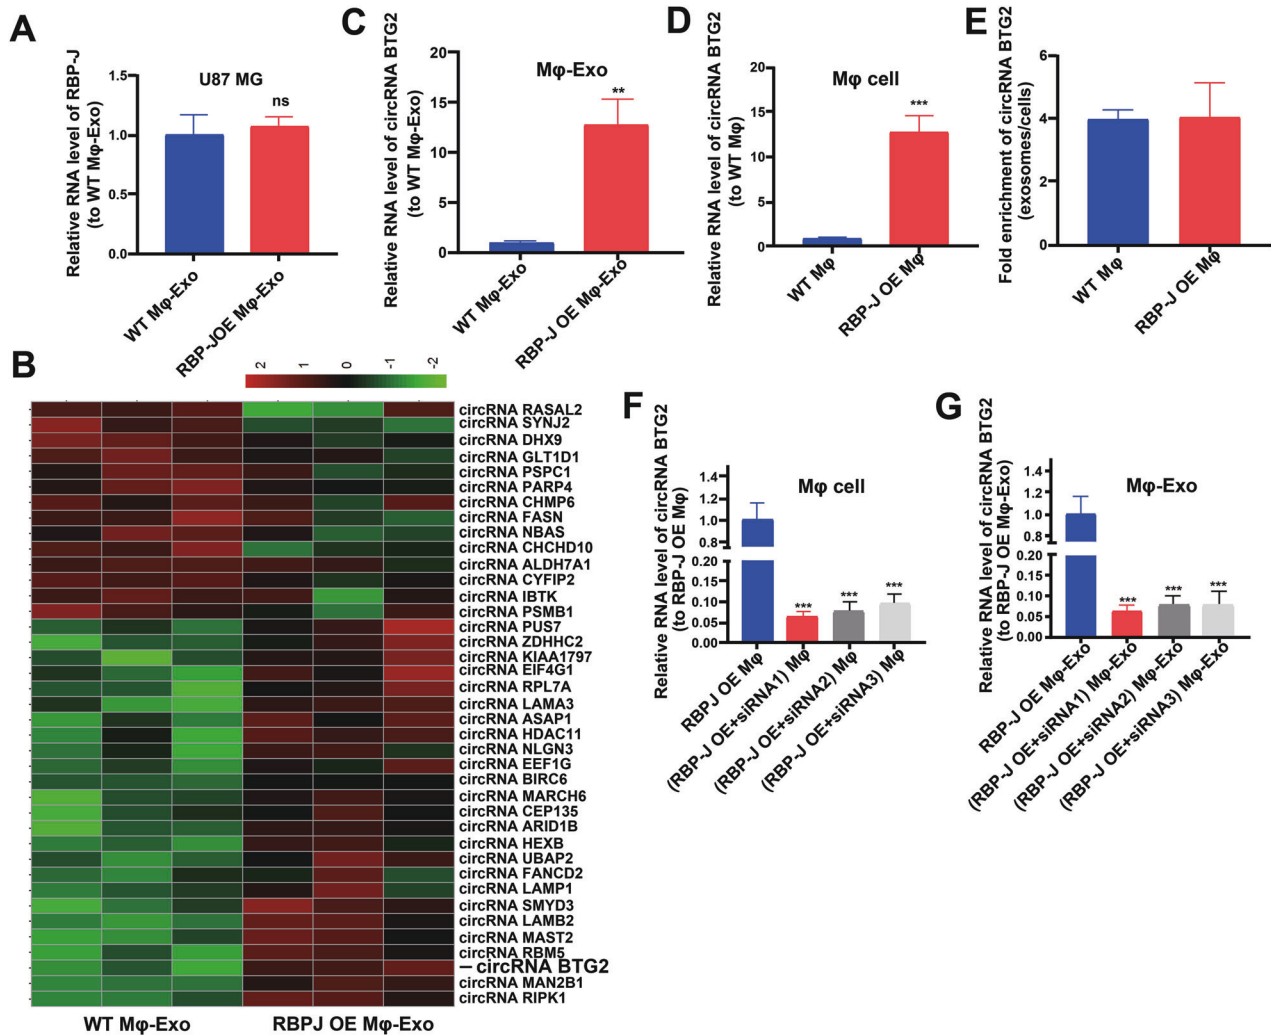 A
Relative RNA level of RBP-J
(to WT Mφ-Exo)
U87 MG
ns
1.5
1.0
0.5
0.0
WT Mφ-Exo
RBP-JOE Mφ-Exo
C
Relative RNA level of circRNA BTG2
(to WT Mφ-Exo)
Mφ-Exo
**
20
15
10
5
0
WT Mφ-Exo
RBP-J OE Mφ-Exo
D
Relative RNA level of circRNA BTG2
(to WT Mφ)
Mφ cell
***
20
15
10
5
0
WT Mφ
RBP-J OE Mφ
E
Fold enrichment of circRNA BTG2
(exosomes/cells)
6
4
2
0
WT Mφ
RBP-J OE Mφ
B
2
1
0
-1
-2
circRNA RASAL2
circRNA SYNJ2
circRNA DHX9
circRNA GLT1D1
circRNA PSPC1
circRNA PARP4
circRNA CHMP6
circRNA FASN
circRNA NBAS
circRNA CHCHD10
circRNA ALDH7A1
circRNA CYFIP2
circRNA IBTK
circRNA PSMB1
circRNA PUS7
circRNA ZDHHC2
circRNA KIAA1797
circRNA EIF4G1
circRNA RPL7A
circRNA LAMA3
circRNA ASAP1
circRNA HDAC11
circRNA NLGN3
circRNA EEF1G
circRNA BIRC6
circRNA MARCH6
circRNA CEP135
circRNA ARID1B
circRNA HEXB
circRNA UBAP2
circRNA FANCD2
circRNA LAMP1
circRNA SMYD3
circRNA LAMB2
circRNA MAST2
circRNA RBM5
circRNA BTG2
circRNA MAN2B1
circRNA RIPK1
WT Mφ-Exo
RBPJ OE Mφ-Exo
F
Relative RNA level of circRNA BTG2
(to RBP-J OE Mφ)
Mφ cell
1.4
1.2
1.0
0.8
0.20
0.15
0.10
0.05
0.00
***
***
***
RBPJ OE Mφ
(RBP-J OE+siRNA1) Mφ
(RBP-J OE+siRNA2) Mφ
(RBP-J OE+siRNA3) Mφ
G
Relative RNA level of circRNA BTG2
(to RBP-J OE Mφ-Exo)
Mφ-Exo
1.4
1.2
1.0
0.8
0.20
0.15
0.10
0.05
0.00
***
***
***
RBP-J OE Mφ-Exo
(RBP-J OE+siRNA1) Mφ-Exo
(RBP-J OE+siRNA2) Mφ-Exo
(RBP-J OE+siRNA3) Mφ-Exo